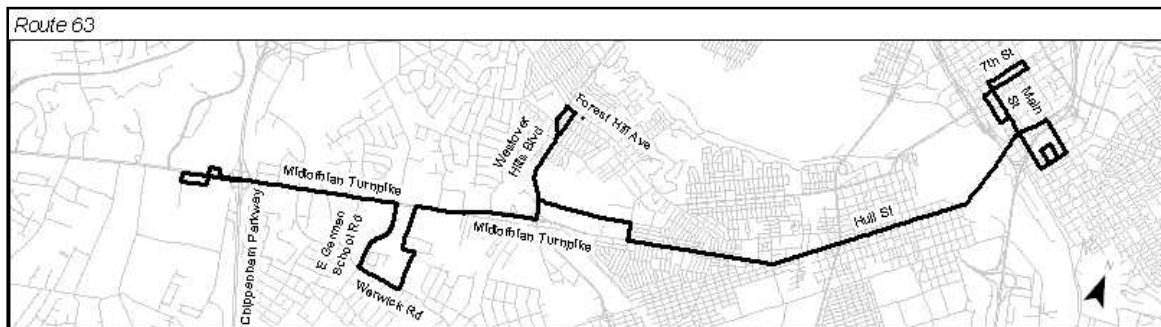 Route 63
7th St
Main
St
Forest Hill Ave
Westover
Hills Blvd
Midlothian Turnpike
Chippenham Parkway
E German
School Rd
Warwick Rd
Midlothian Turnpike
Hull St
N